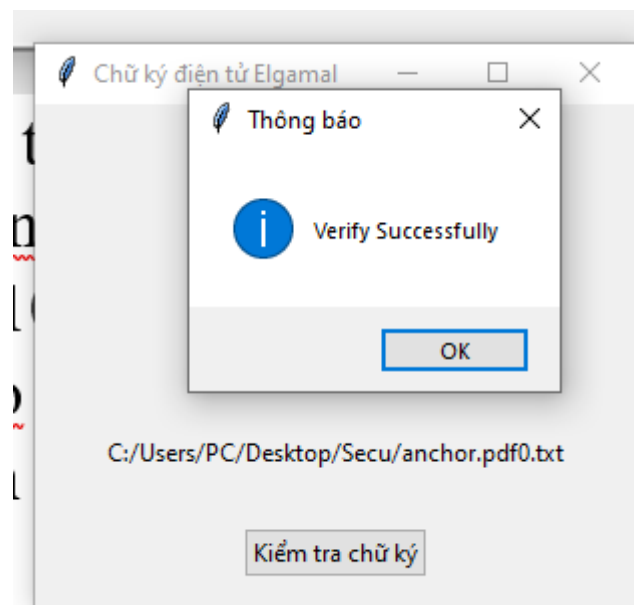 Chữ ký điện tử Elgamal
Thông báo
Verify Successfully
OK
C:/Users/PC/Desktop/Secu/anchor.pdf0.txt
Kiểm tra chữ ký